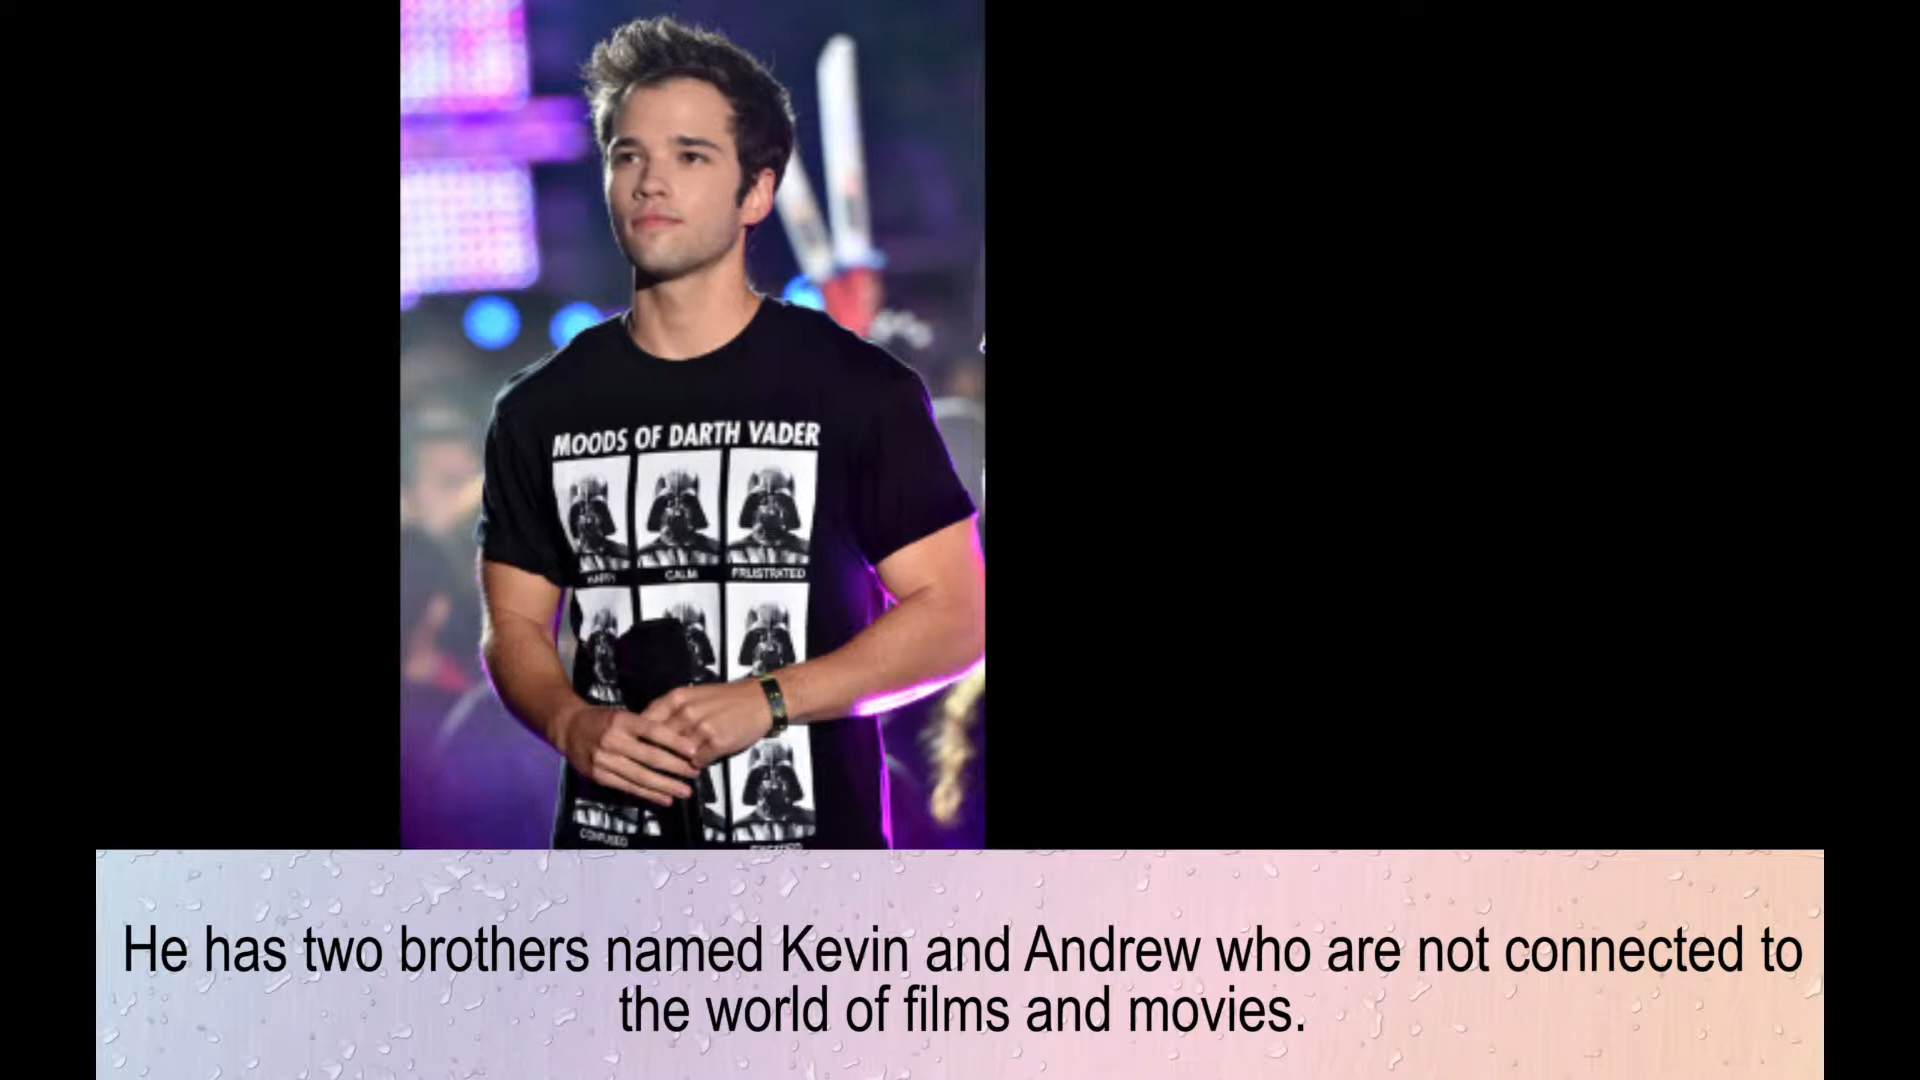 MOODS OF DARTH VADER
HAPPY CALM FRUSTRATED
CONFUSED
He has two brothers named Kevin and Andrew who are not connected to
the world of films and movies.